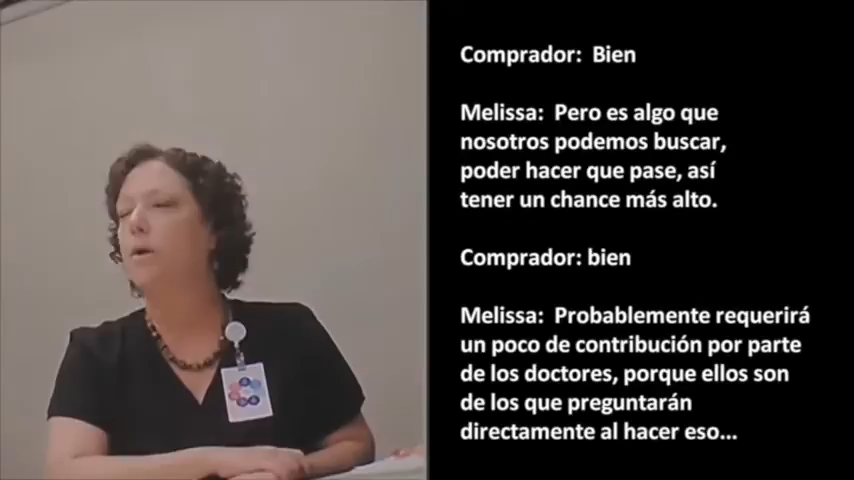 Comprador: Bien
Melissa: Pero es algo que
nosotros podemos buscar,
poder hacer que pase, así
tener un chance más alto.
Comprador: bien
Melissa: Probablemente requerirá
un poco de contribución por parte
de los doctores, porque ellos son
de los que preguntarán
directamente al hacer eso...